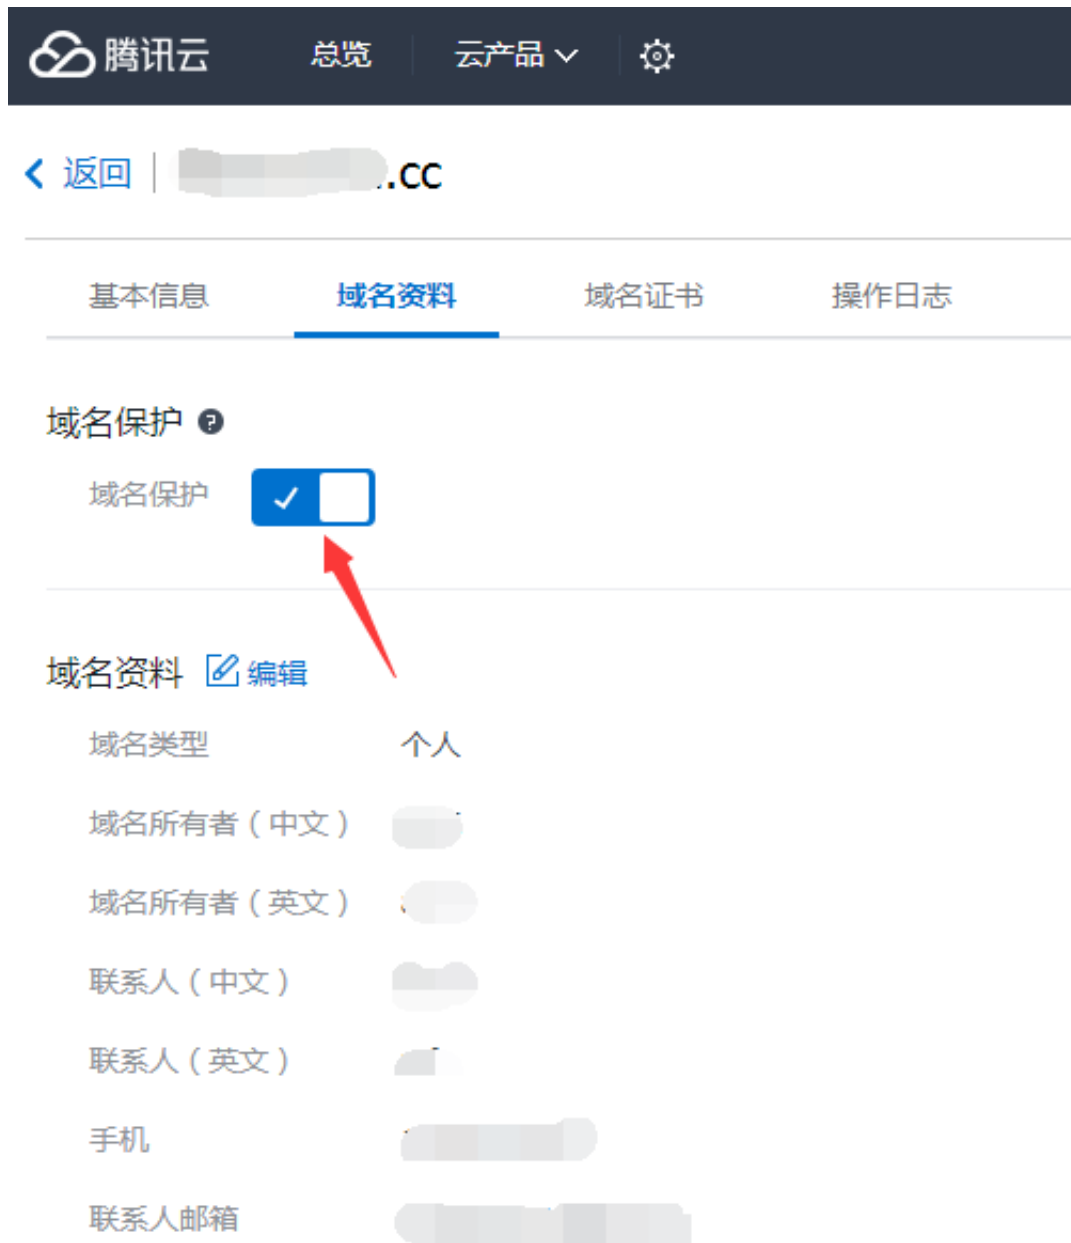 腾讯云 总览 云产品
返回 .cc
基本信息 域名资料 域名证书 操作日志
域名保护 ?
域名保护
域名资料 编辑
域名类型 个人
域名所有者(中文)
域名所有者(英文)
联系人(中文)
联系人(英文)
手机
联系人邮箱